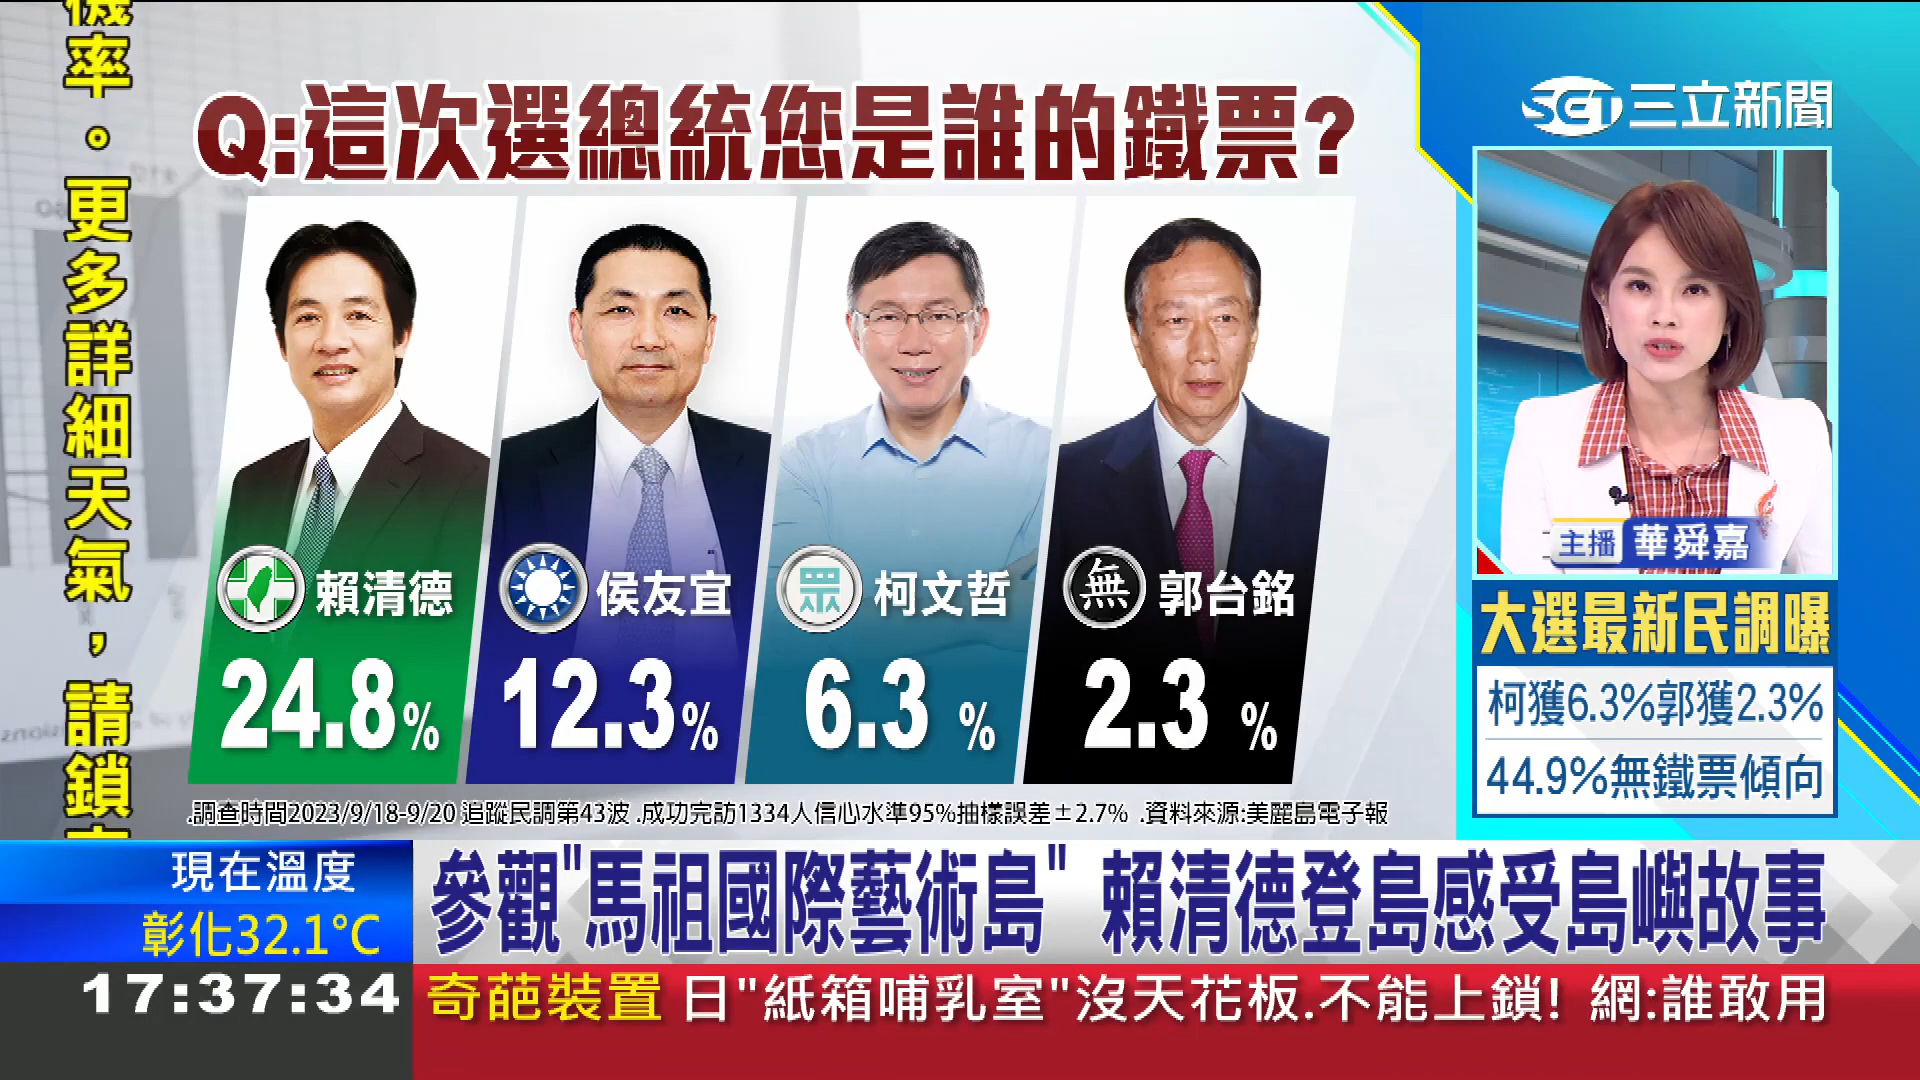 機率。更多詳細天氣，請鎖
Q:這次選總統您是誰的鐵票?
賴清德
24.8%
侯友宜
12.3%
眾
柯文哲
6.3 %
無
郭台銘
2.3 %
.調查時間2023/9/18-9/20 追蹤民調第43波 .成功完訪1334人信心水準95%抽樣誤差±2.7% .資料來源:美麗島電子報
SET三立新聞
主播 華舜嘉
大選最新民調曝
柯獲6.3%郭獲2.3%
44.9%無鐵票傾向
現在溫度
彰化32.1°C
17:37:34
參觀"馬祖國際藝術島" 賴清德登島感受島嶼故事
奇葩裝置 日"紙箱哺乳室"沒天花板.不能上鎖! 網:誰敢用